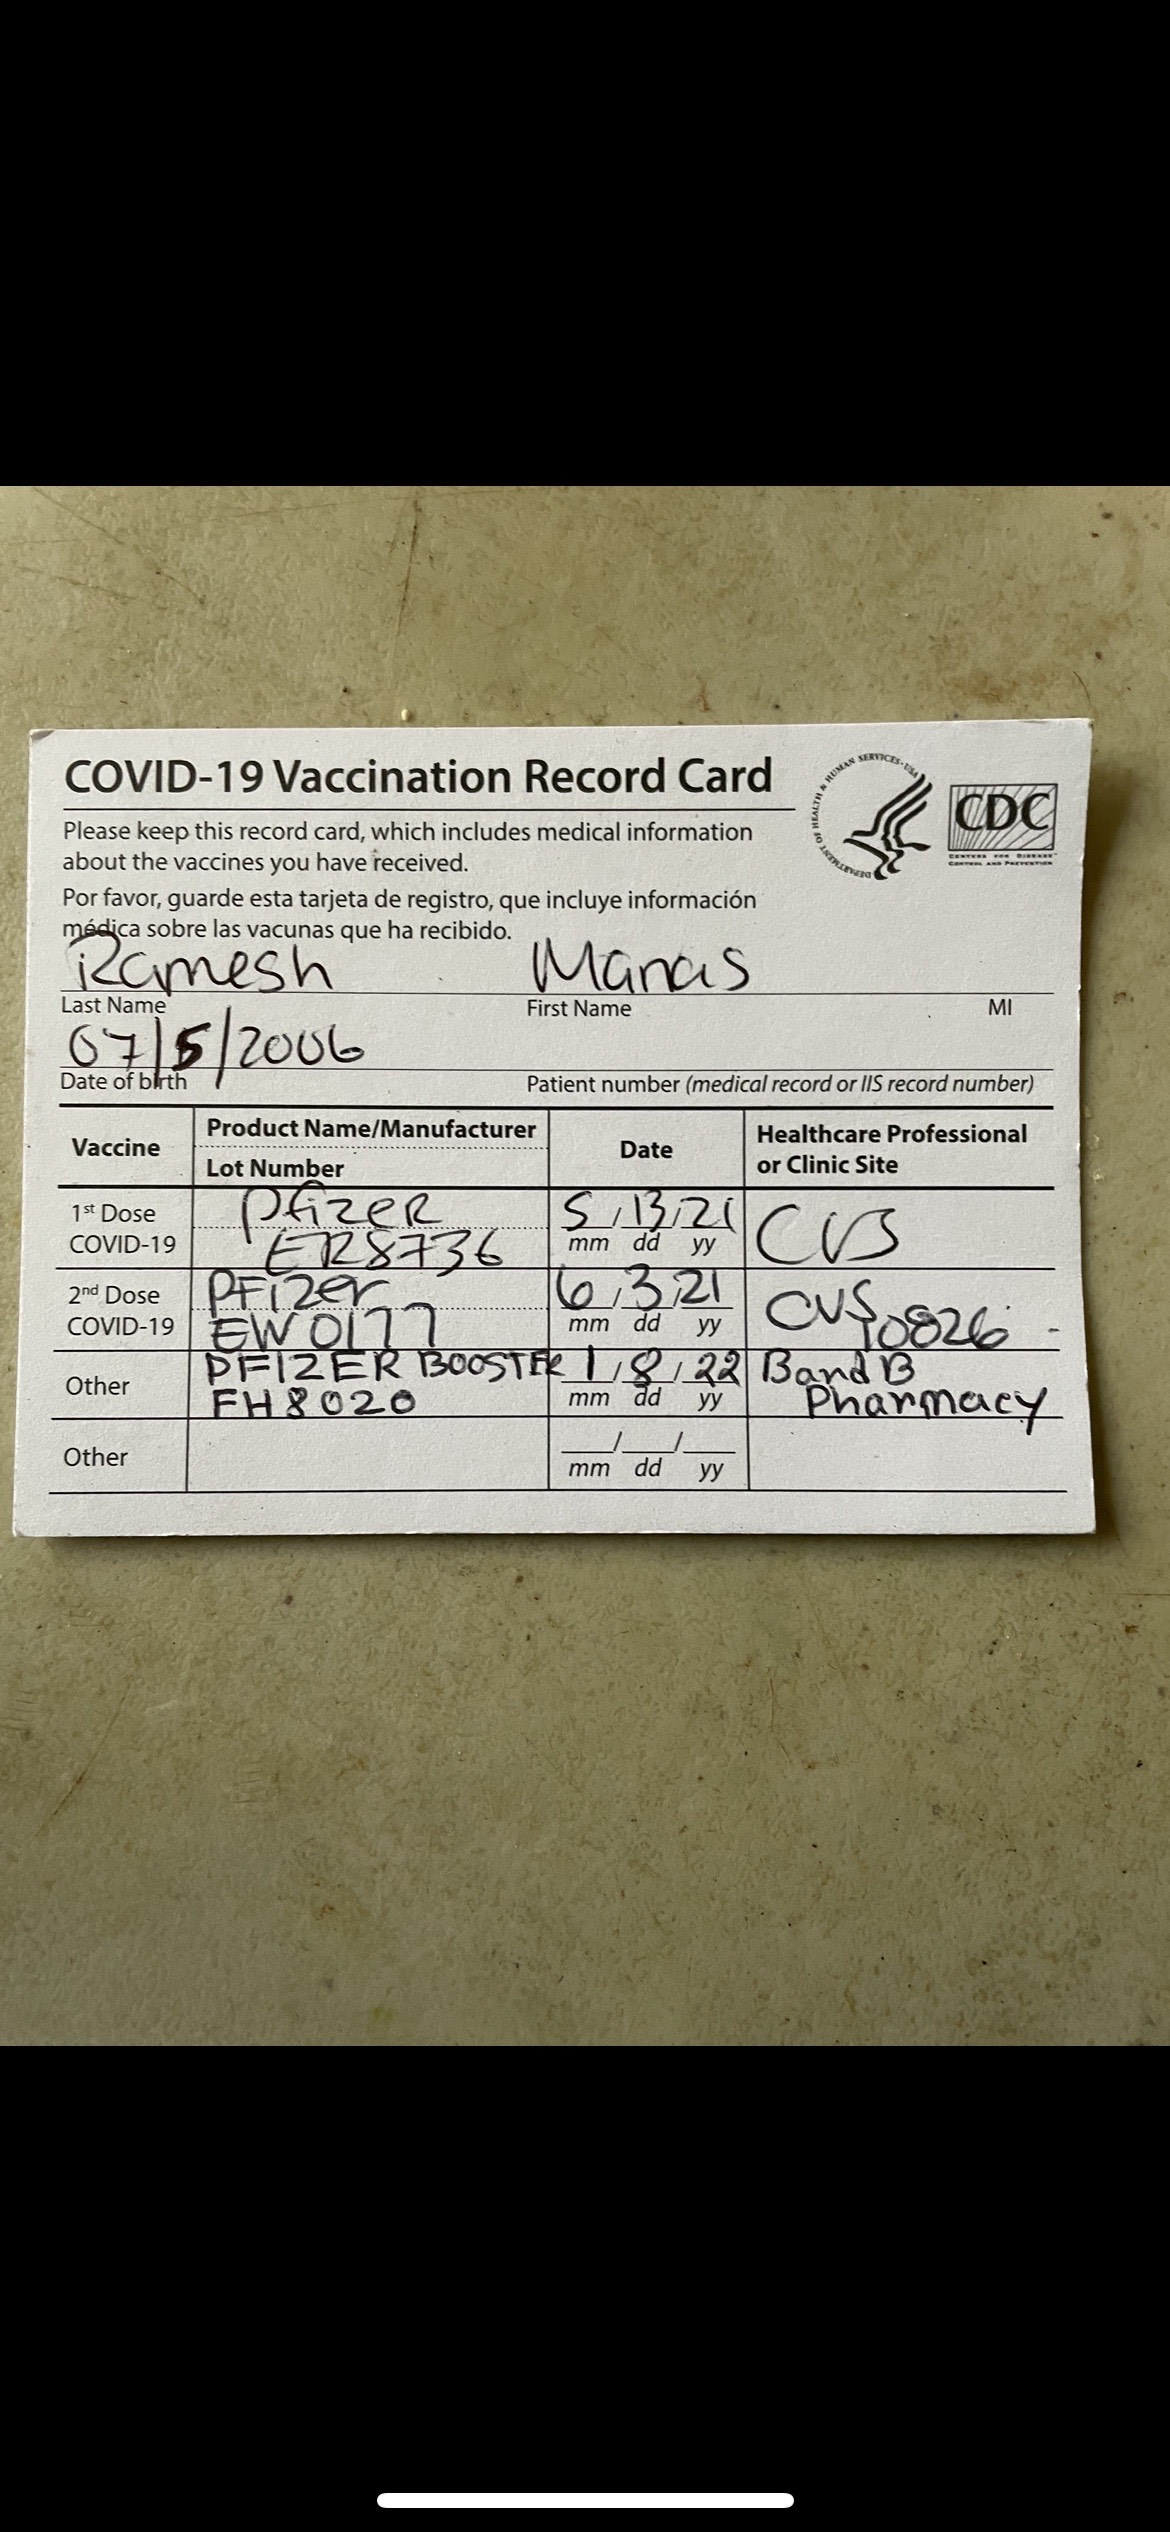 COVID-19 Vaccination Record Card
Please keep this record card, which includes medical information
about the vaccines you have received.
Por favor, guarde esta tarjeta de registro, que incluye información
médica sobre las vacunas que ha recibido.
DEPARTMENT OF HEALTH & HUMAN SERVICES · USA
CDC
CENTERS FOR DISEASE
CONTROL AND PREVENTION
Ramesh Manas
Last Name First Name MI
07/5/2006
Date of birth Patient number (medical record or IIS record number)
Vaccine Product Name/Manufacturer Date Healthcare Professional
Lot Number or Clinic Site
1st Dose Pfizer 5/13/21 CVS
COVID-19 ER8736 mm dd yy
2nd Dose PFizer 6/3/21 CVS
COVID-19 EW0177 mm dd yy 10826
Other PFIZER BOOSTER 1/8/22 Band B
FH8020 mm dd yy Pharmacy
Other / /
mm dd yy